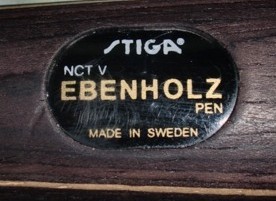 STIGA®
NCT V
EBENHOLZ
PEN
MADE IN SWEDEN